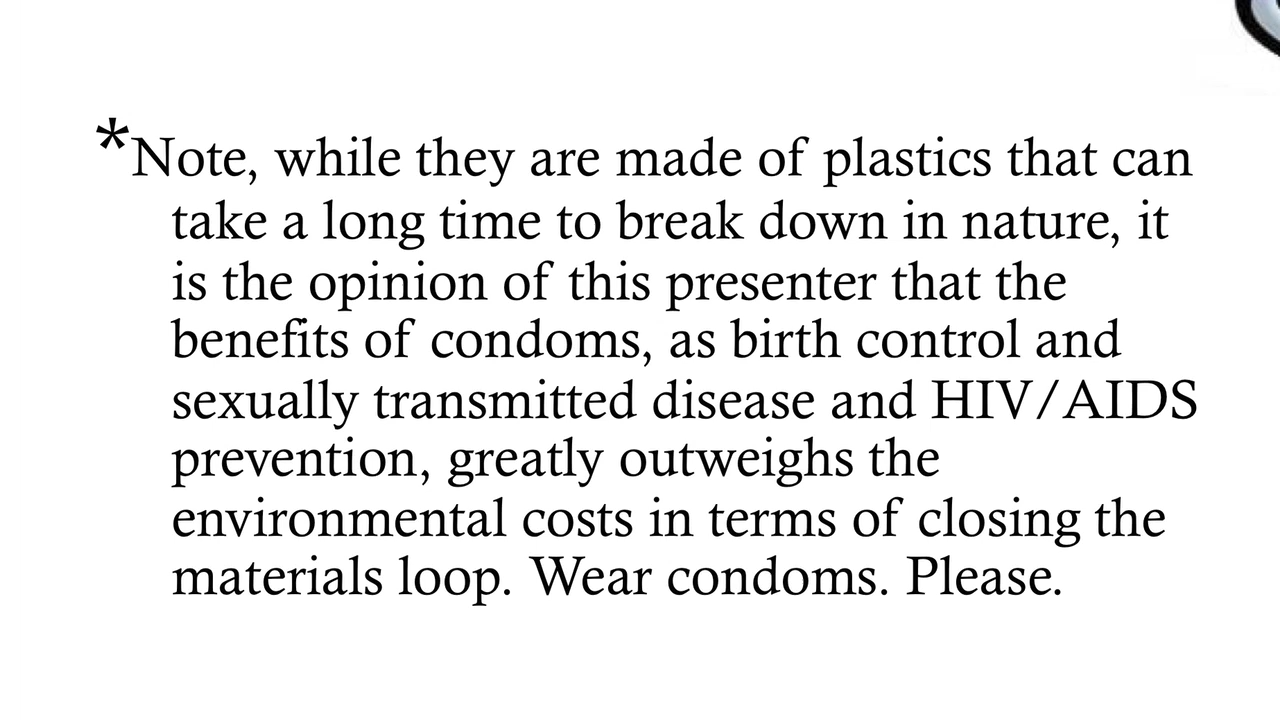 *Note, while they are made of plastics that can
take a long time to break down in nature, it
is the opinion of this presenter that the
benefits of condoms, as birth control and
sexually transmitted disease and HIV/AIDS
prevention, greatly outweighs the
environmental costs in terms of closing the
materials loop. Wear condoms. Please.